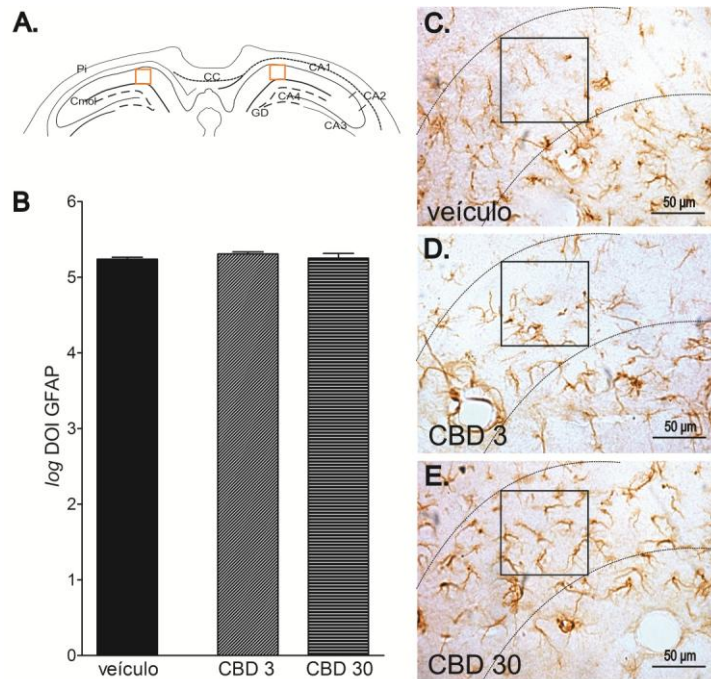 A.
Pi
CC
CA1
CA2
Cmol
CA4
GD
CA3
B
log DOI GFAP
6
5
4
3
2
1
0
veículo
CBD 3
CBD 30
C.
veículo
50 µm
D.
CBD 3
50 µm
E.
CBD 30
50 µm